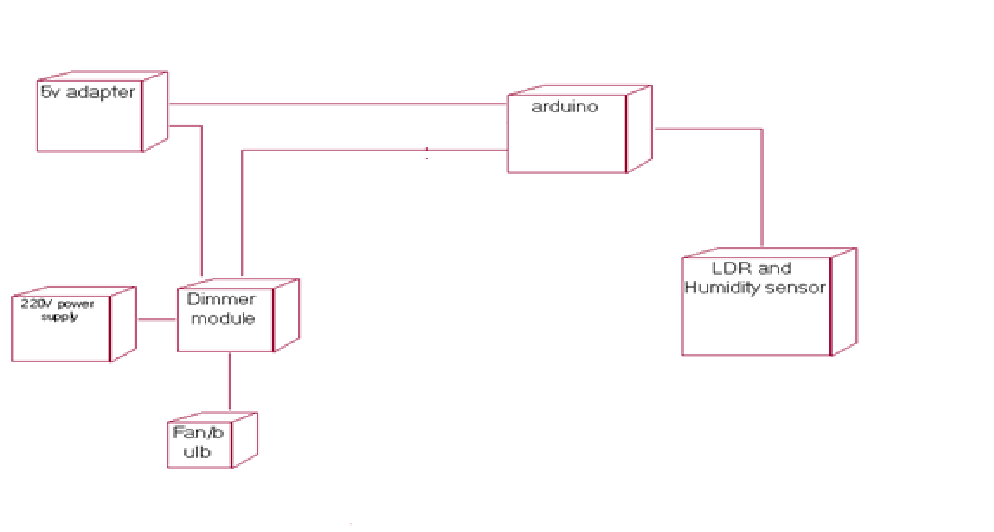 5v adapter
arduino
LDR and
Humidity sensor
Dimmer
module
220V power
supply
Fan/b
ulb